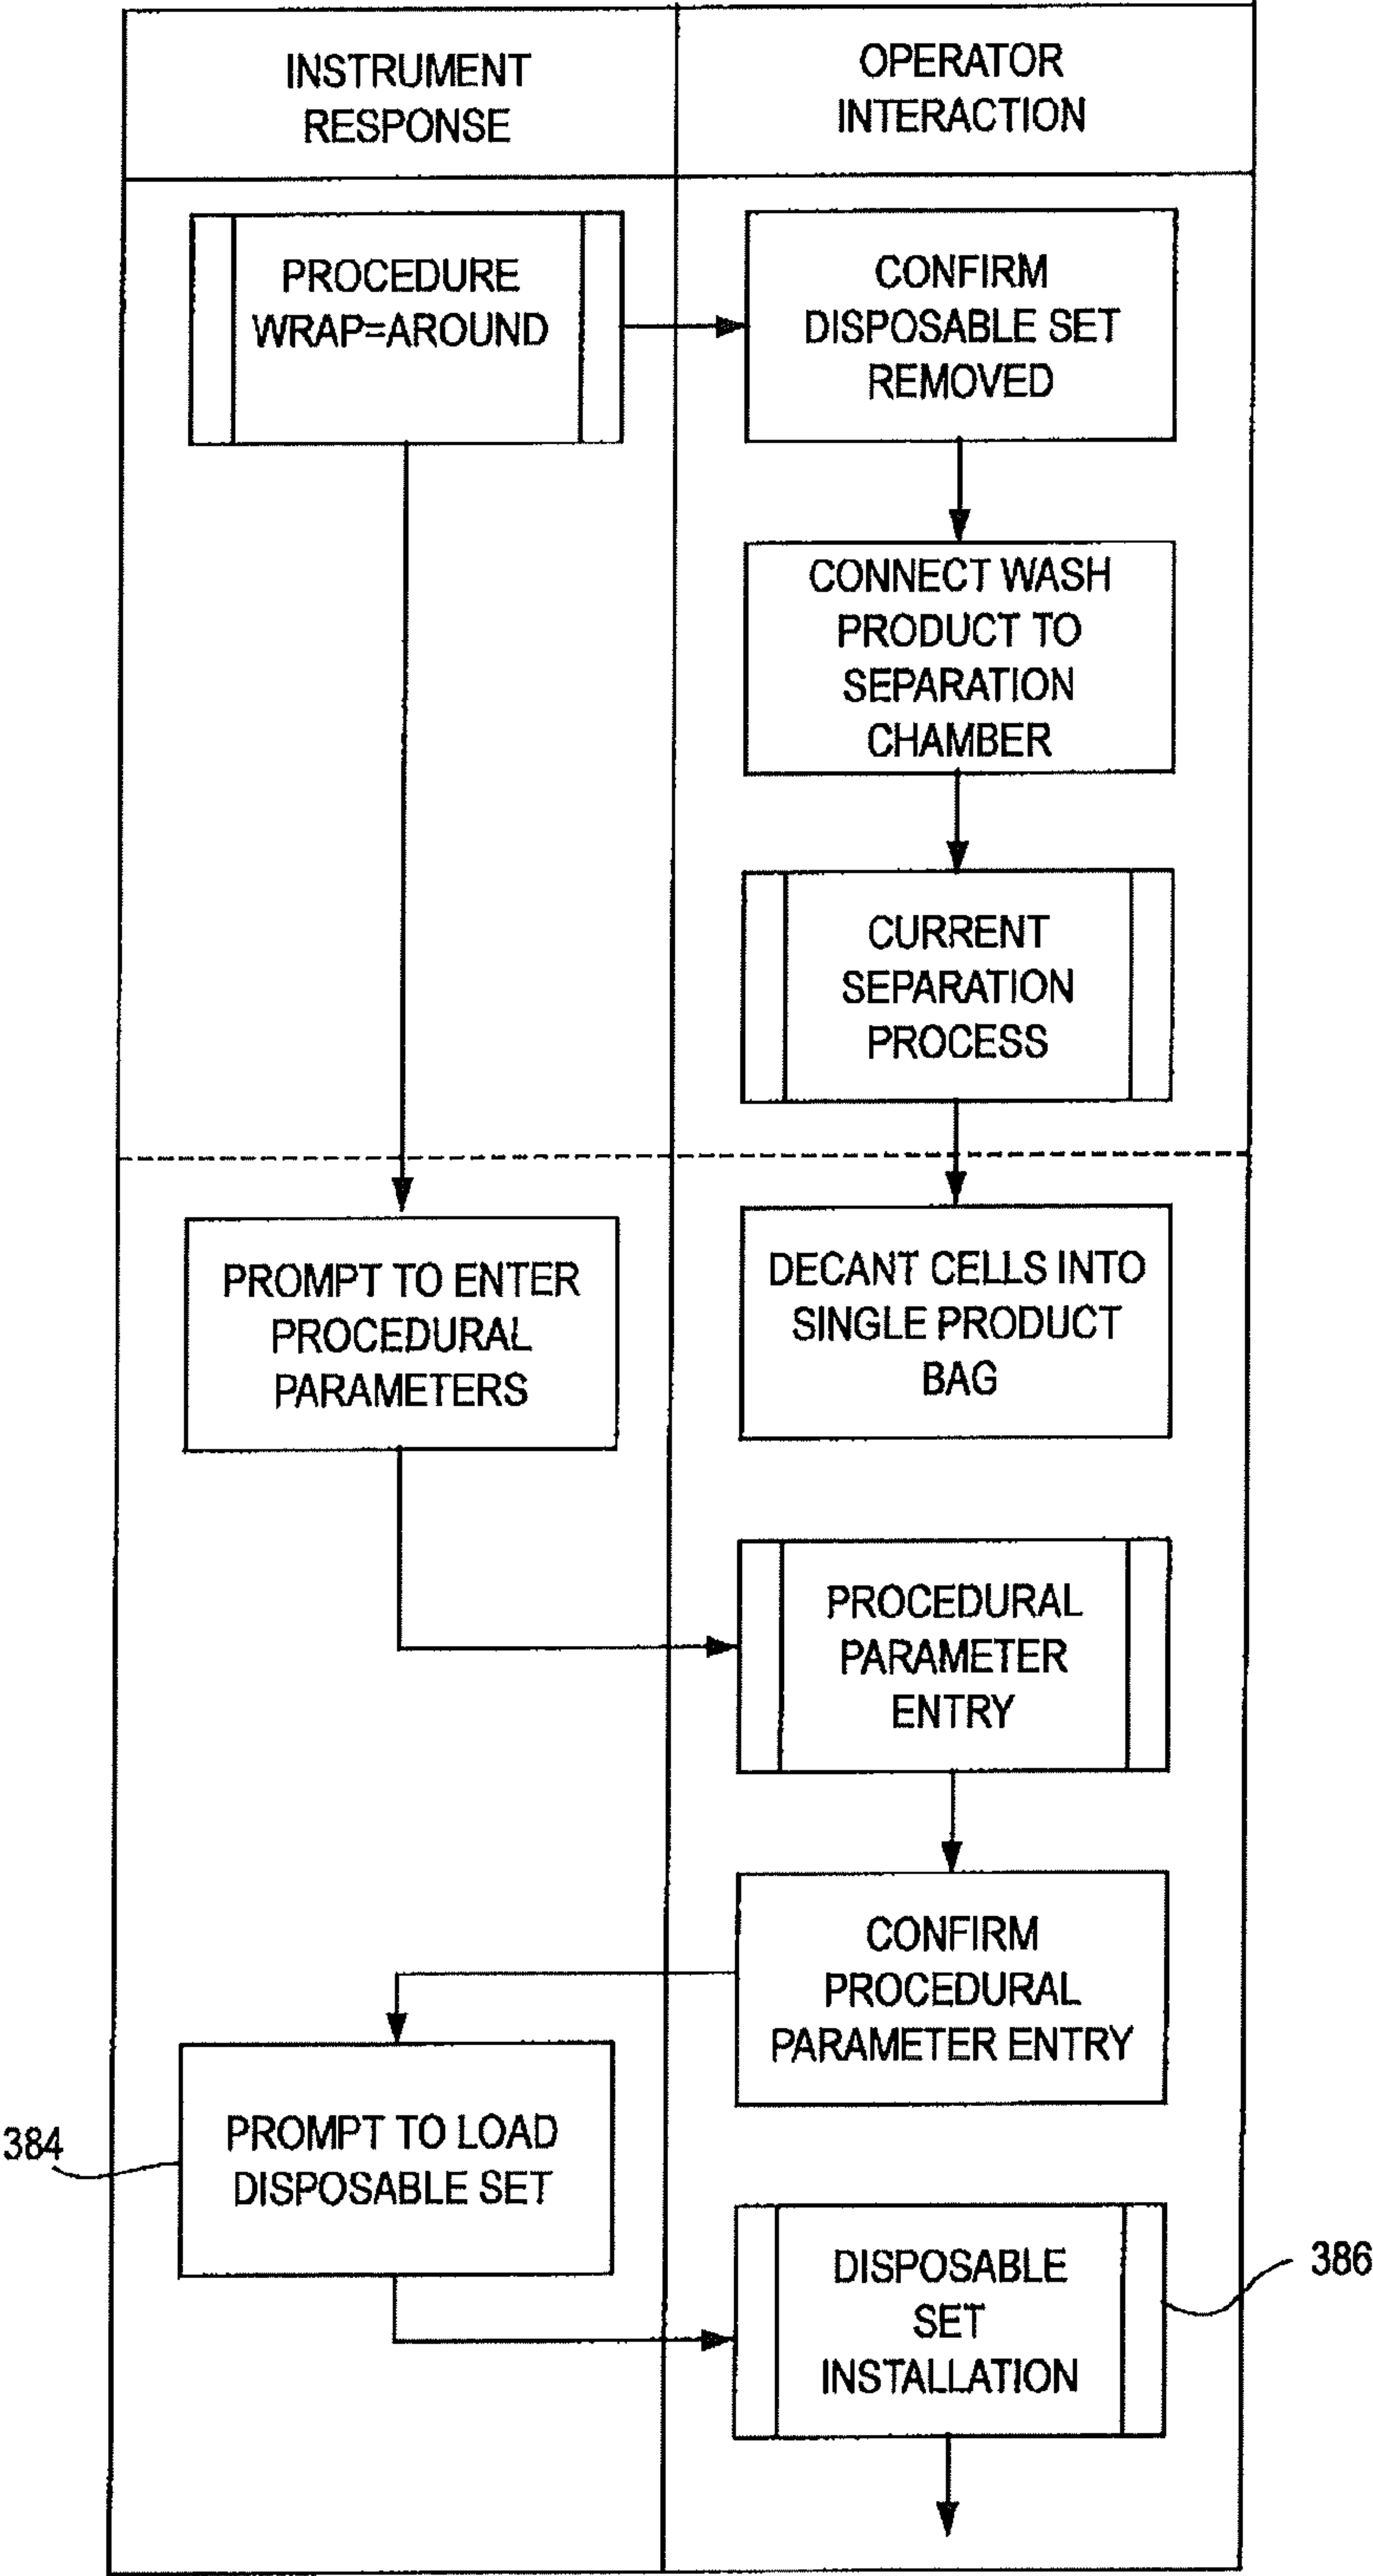 INSTRUMENT
RESPONSE
OPERATOR
INTERACTION
PROCEDURE
WRAP=AROUND
CONFIRM
DISPOSABLE SET
REMOVED
CONNECT WASH
PRODUCT TO
SEPARATION
CHAMBER
CURRENT
SEPARATION
PROCESS
PROMPT TO ENTER
PROCEDURAL
PARAMETERS
DECANT CELLS INTO
SINGLE PRODUCT
BAG
PROCEDURAL
PARAMETER
ENTRY
CONFIRM
PROCEDURAL
PARAMETER ENTRY
384
PROMPT TO LOAD
DISPOSABLE SET
DISPOSABLE
SET
INSTALLATION
386